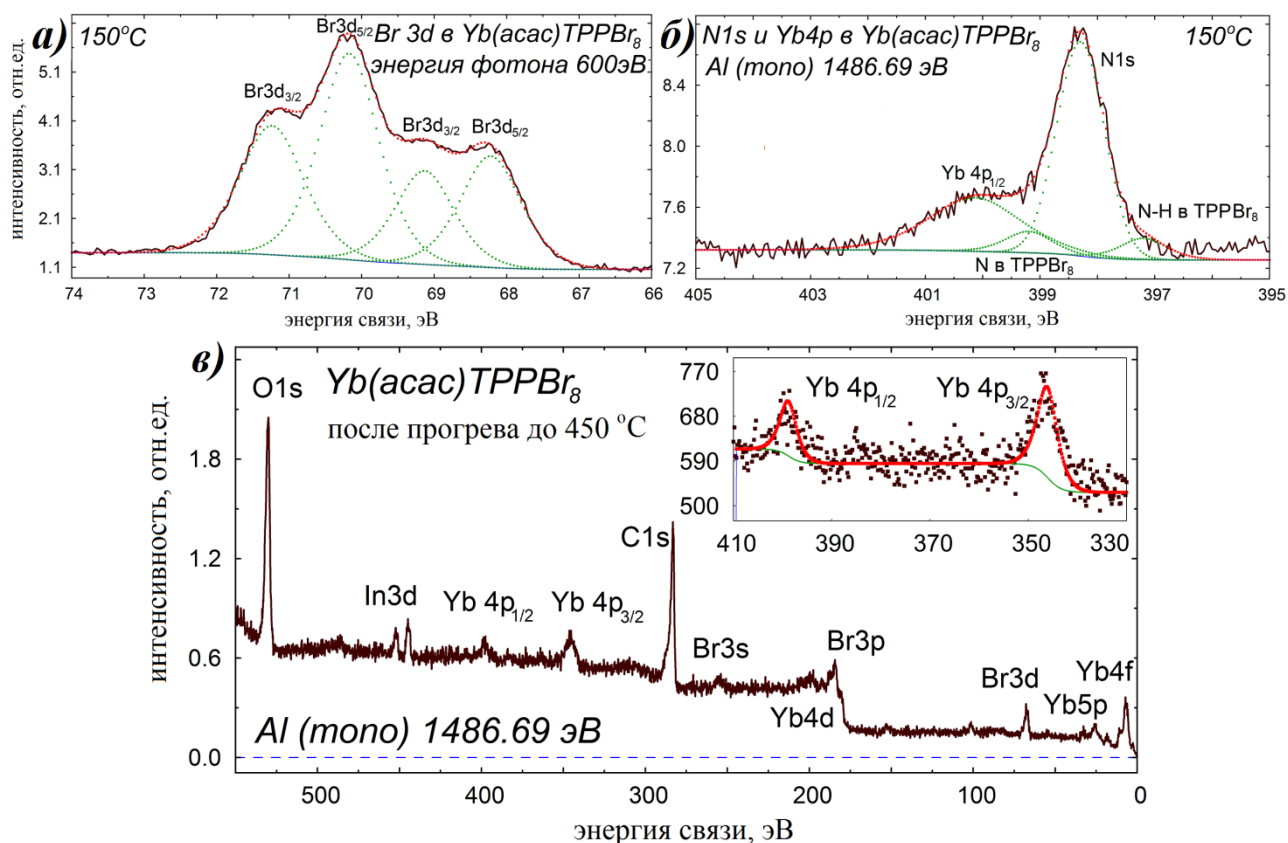 а)
150°C
Br 3d в Yb(acac)TPPBr₈
энергия фотона 600эВ
Br3d₅/₂
Br3d₃/₂
Br3d₃/₂
Br3d₅/₂
5.1
4.1
3.1
2.1
1.1
74 73 72 71 70 69 68 67 66
интенсивность, отн.ед.
энергия связи, эВ
б)
N1s и Yb4p в Yb(acac)TPPBr₈
150°C
Al (mono) 1486.69 эВ
N1s
Yb 4p₁/₂
N-H в TPPBr₈
N в TPPBr₈
8.4
8.0
7.6
7.2
405 403 401 399 397 395
энергия связи, эВ
в)
Yb(acac)TPPBr₈
после прогрева до 450 °C
O1s
In3d
Yb 4p₁/₂
Yb 4p₃/₂
C1s
Br3s
Br3p
Yb4d
Br3d
Yb5p
Yb4f
Al (mono) 1486.69 эВ
1.8
1.2
0.6
0.0
500 400 300 200 100 0
интенсивность, отн.ед.
энергия связи, эВ
Yb 4p₁/₂
Yb 4p₃/₂
770
680
590
500
410 390 370 350 330